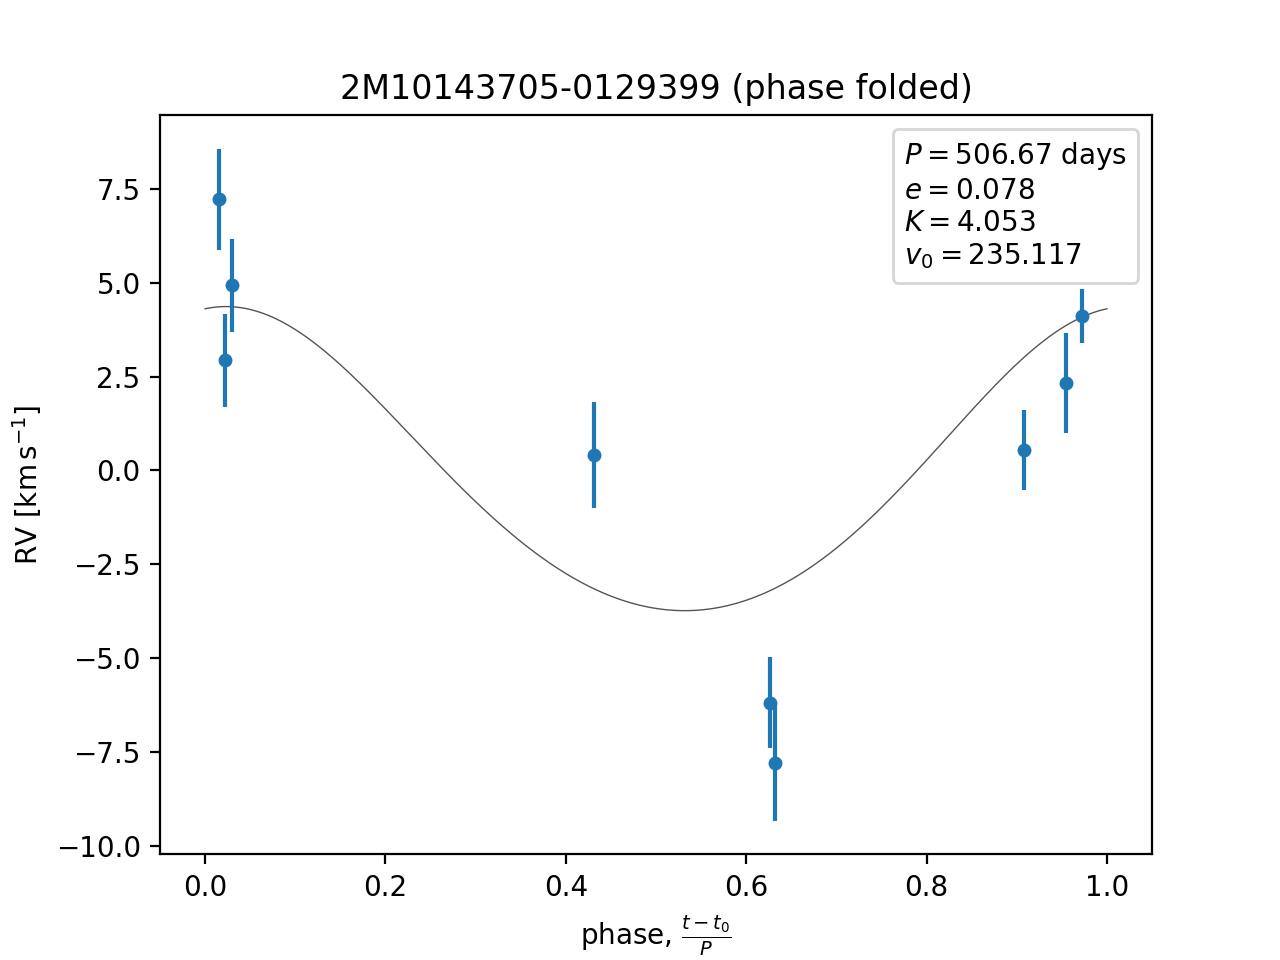 2M10143705-0129399 (phase folded)
P = 506.67 days
e = 0.078
K = 4.053
v₀ = 235.117
RV [km s⁻¹]
7.5
5.0
2.5
0.0
−2.5
−5.0
−7.5
−10.0
0.0 0.2 0.4 0.6 0.8 1.0
phase, (t − t₀)/P